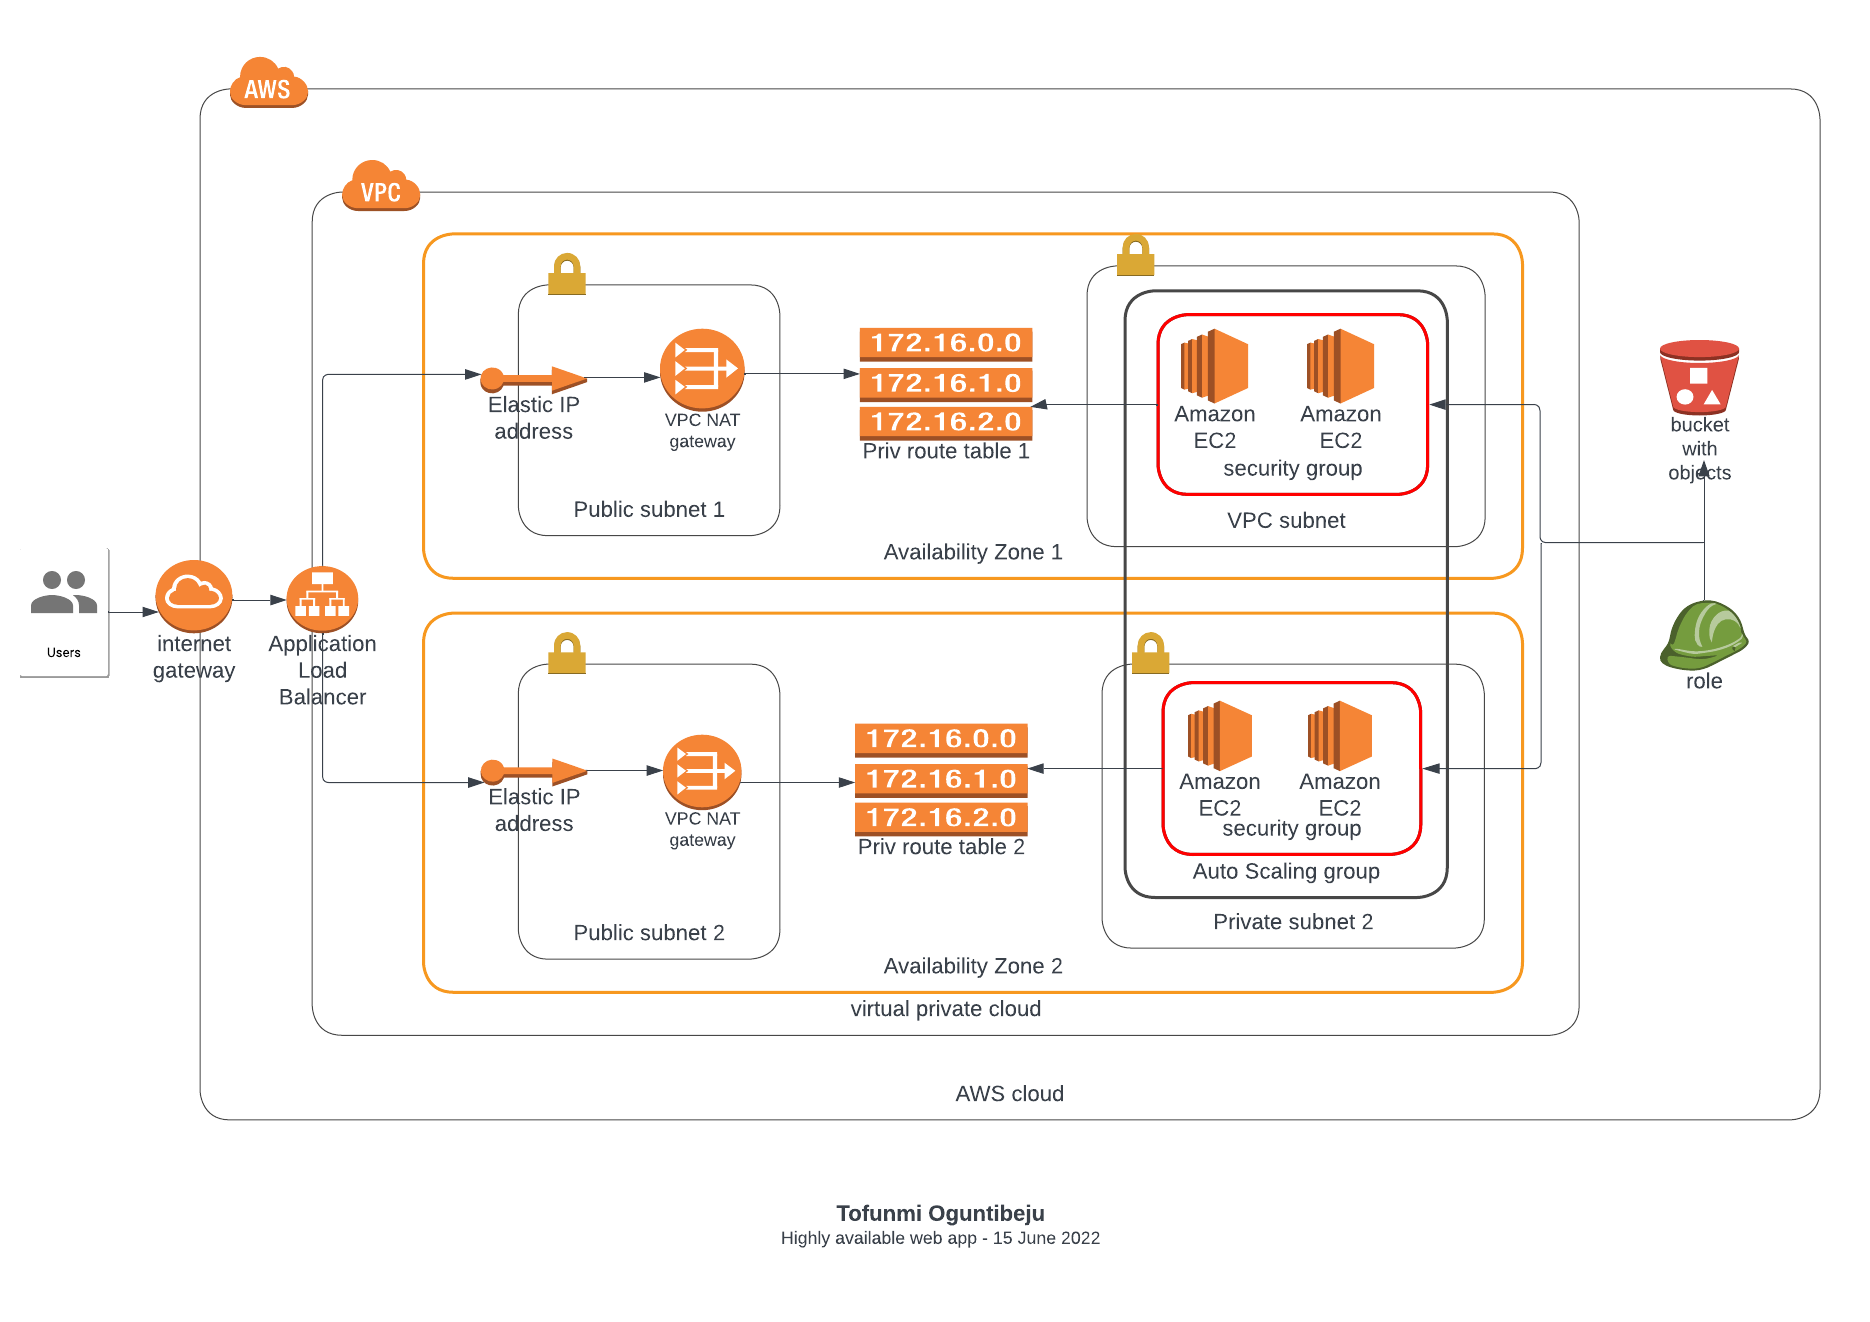 AWS
VPC
172.16.0.0
172.16.1.0
172.16.2.0
Priv route table 1
Elastic IP
address
VPC NAT
gateway
Public subnet 1
Amazon
EC2
Amazon
EC2
security group
VPC subnet
Availability Zone 1
bucket
with
objects
Users
internet
gateway
Application
Load
Balancer
role
172.16.0.0
172.16.1.0
172.16.2.0
Priv route table 2
Elastic IP
address
VPC NAT
gateway
Public subnet 2
Amazon
EC2
Amazon
EC2
security group
Auto Scaling group
Private subnet 2
Availability Zone 2
virtual private cloud
AWS cloud
Tofunmi Oguntibeju
Highly available web app - 15 June 2022